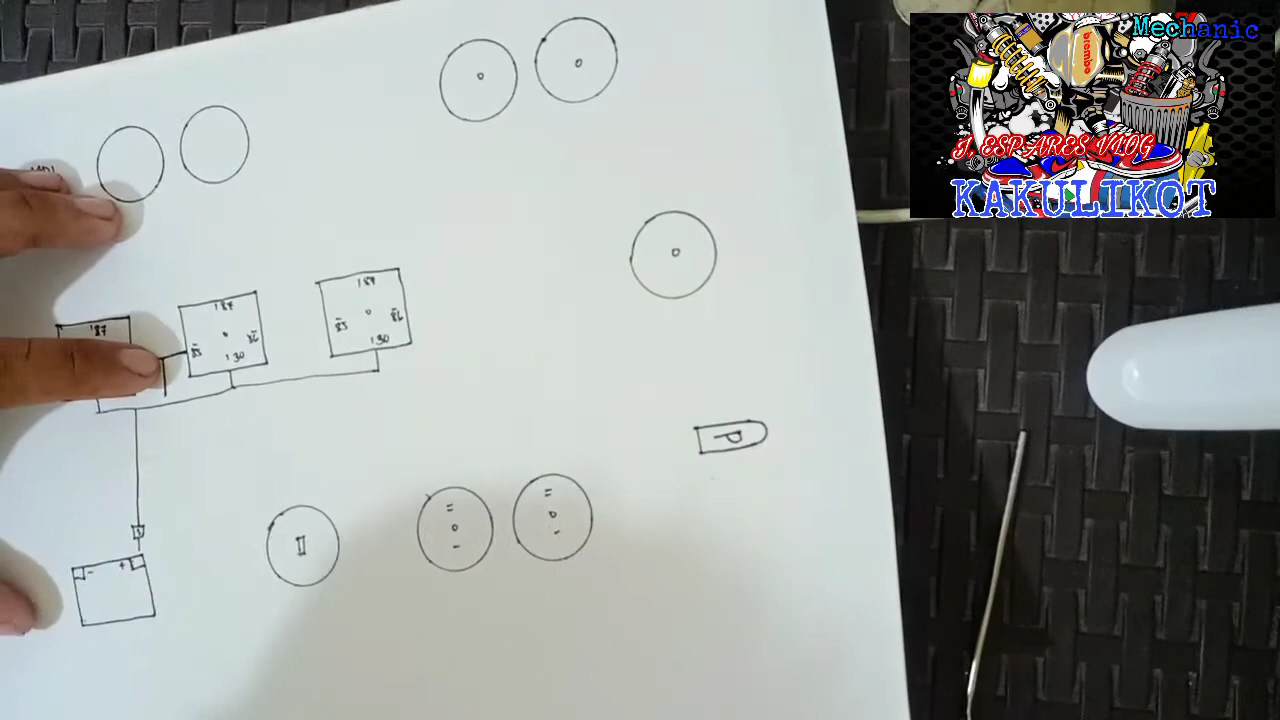 Mechanic
brembo
J. ESPARES VLOG
KAKULIKOT
87
85
86
30
87
85
86
30
87
P
- +